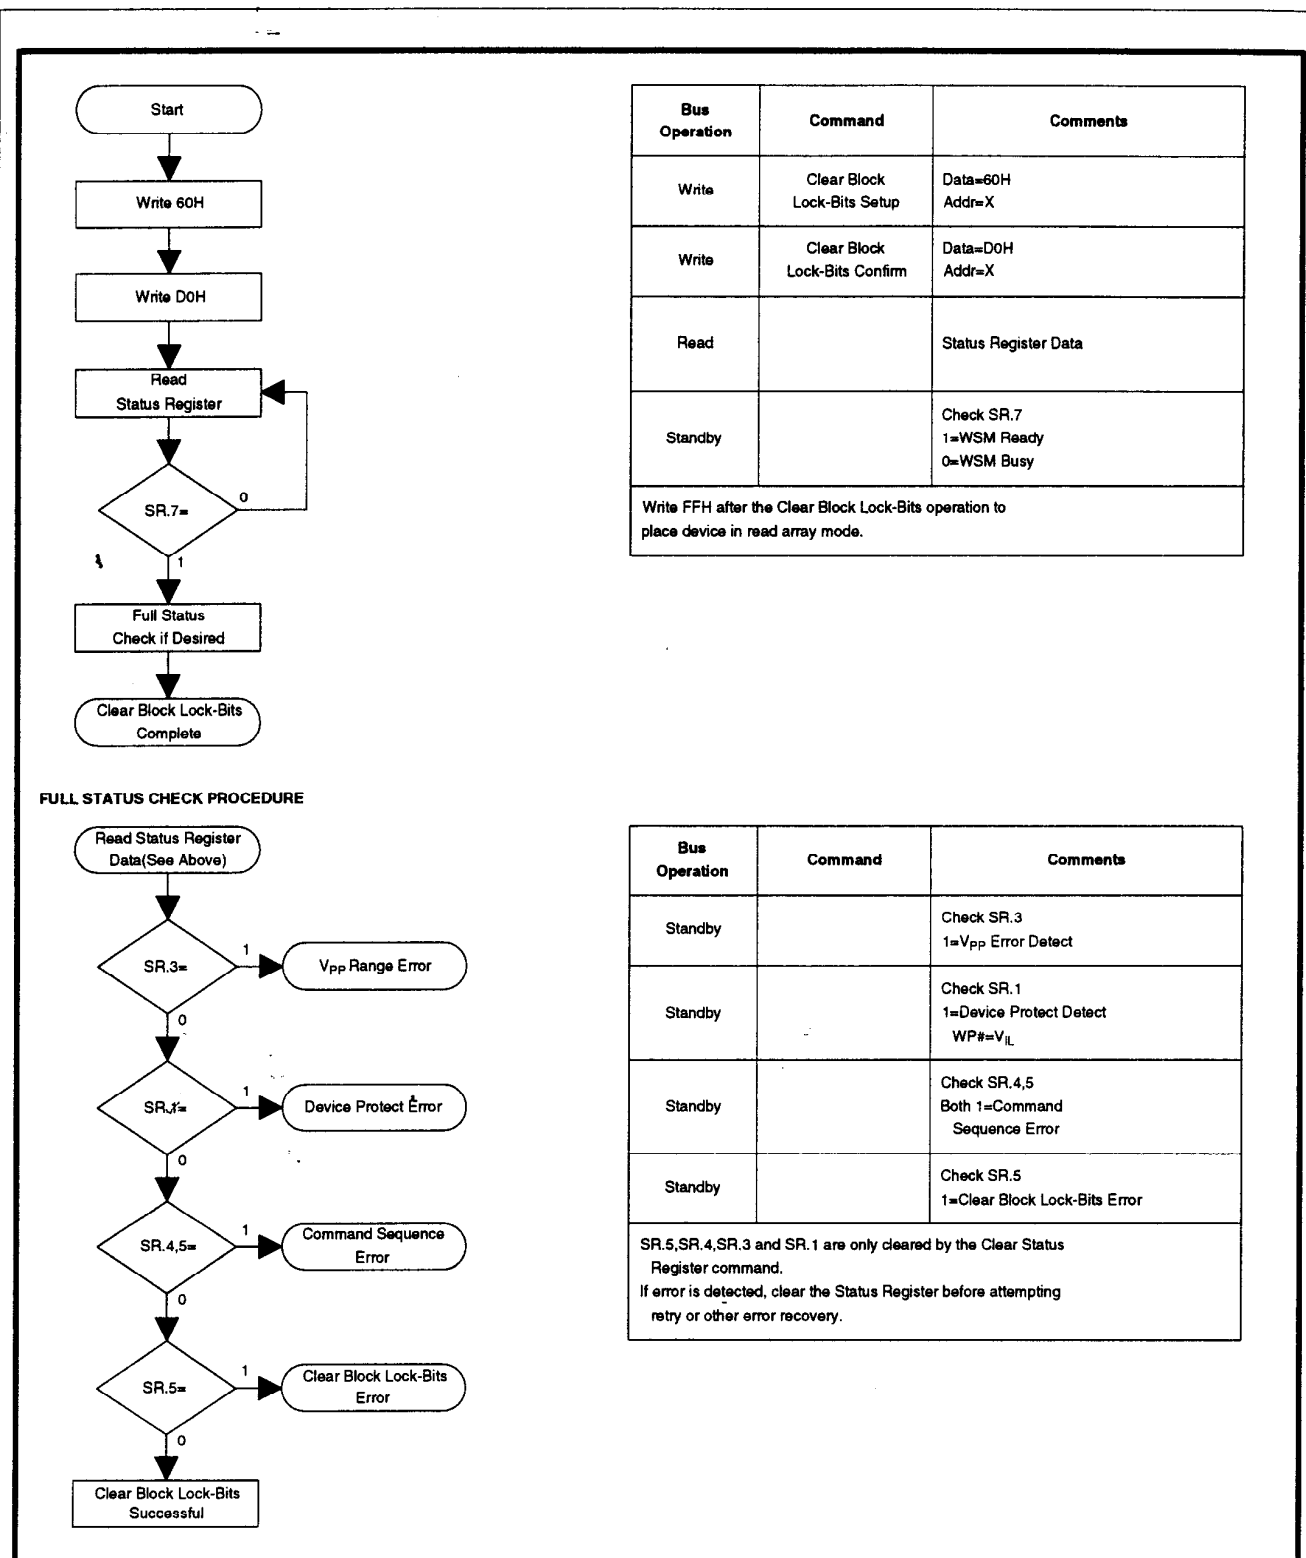 Start
Write 60H
Write D0H
Read
Status Register
SR.7=
0
1
Full Status
Check if Desired
Clear Block Lock-Bits
Complete
Bus
Operation
Command
Comments
Write
Clear Block
Lock-Bits Setup
Data=60H
Addr=X
Write
Clear Block
Lock-Bits Confirm
Data=D0H
Addr=X
Read
Status Register Data
Standby
Check SR.7
1=WSM Ready
0=WSM Busy
Write FFH after the Clear Block Lock-Bits operation to
place device in read array mode.
FULL STATUS CHECK PROCEDURE
Read Status Register
Data(See Above)
SR.3=
1
VPP Range Error
0
SR.1=
1
Device Protect Error
0
SR.4,5=
1
Command Sequence
Error
0
SR.5=
1
Clear Block Lock-Bits
Error
0
Clear Block Lock-Bits
Successful
Bus
Operation
Command
Comments
Standby
Check SR.3
1=VPP Error Detect
Standby
Check SR.1
1=Device Protect Detect
WP#=VIL
Standby
Check SR.4,5
Both 1=Command
Sequence Error
Standby
Check SR.5
1=Clear Block Lock-Bits Error
SR.5,SR.4,SR.3 and SR.1 are only cleared by the Clear Status
Register command.
If error is detected, clear the Status Register before attempting
retry or other error recovery.